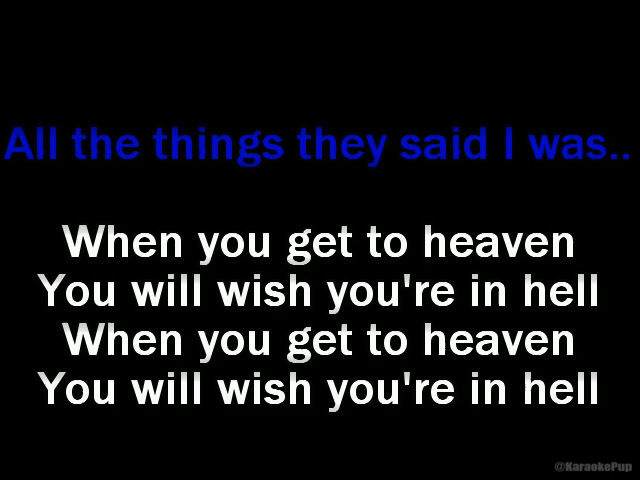 All the things they said I was..
When you get to heaven
You will wish you're in hell
When you get to heaven
You will wish you're in hell
@KaraokePup